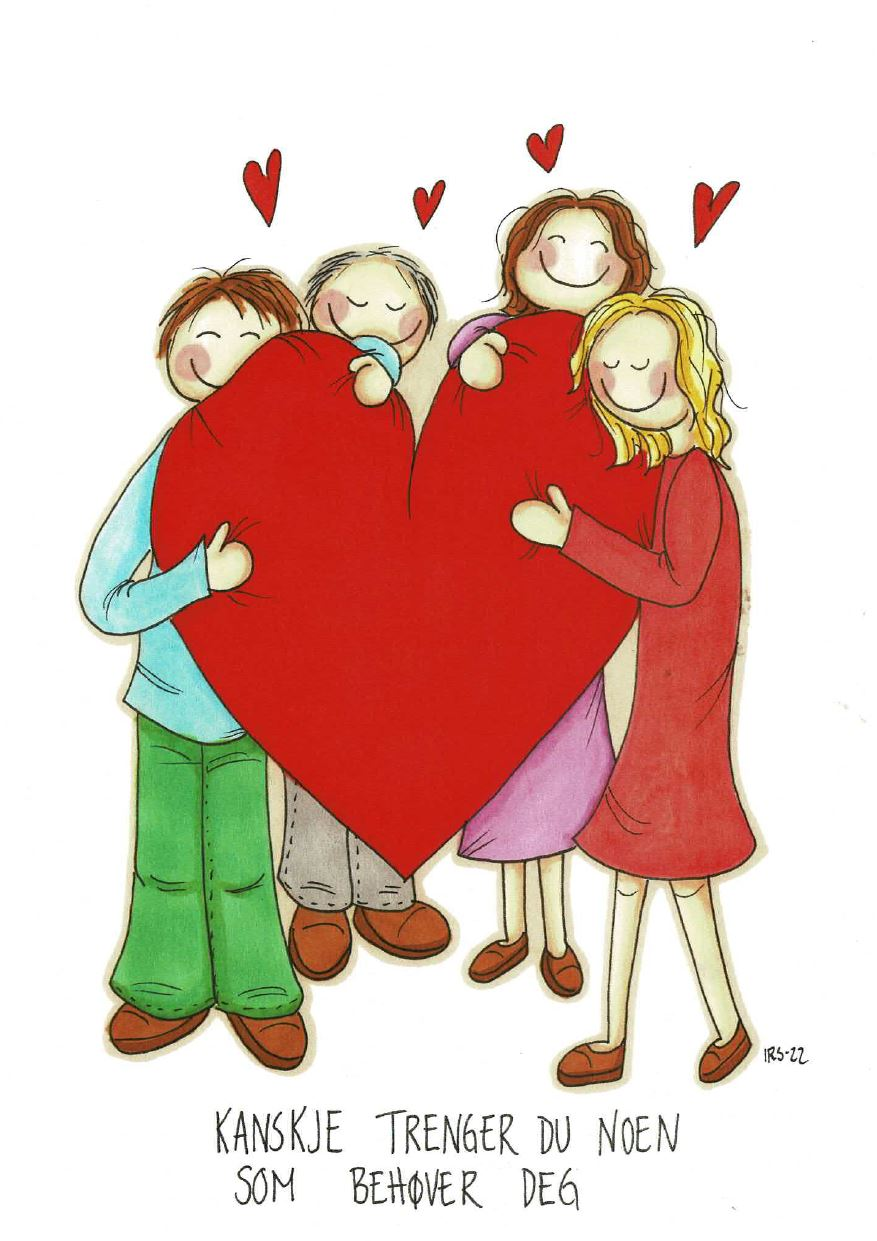 IRS-22
KANSKJE TRENGER DU NOEN
SOM BEHØVER DEG